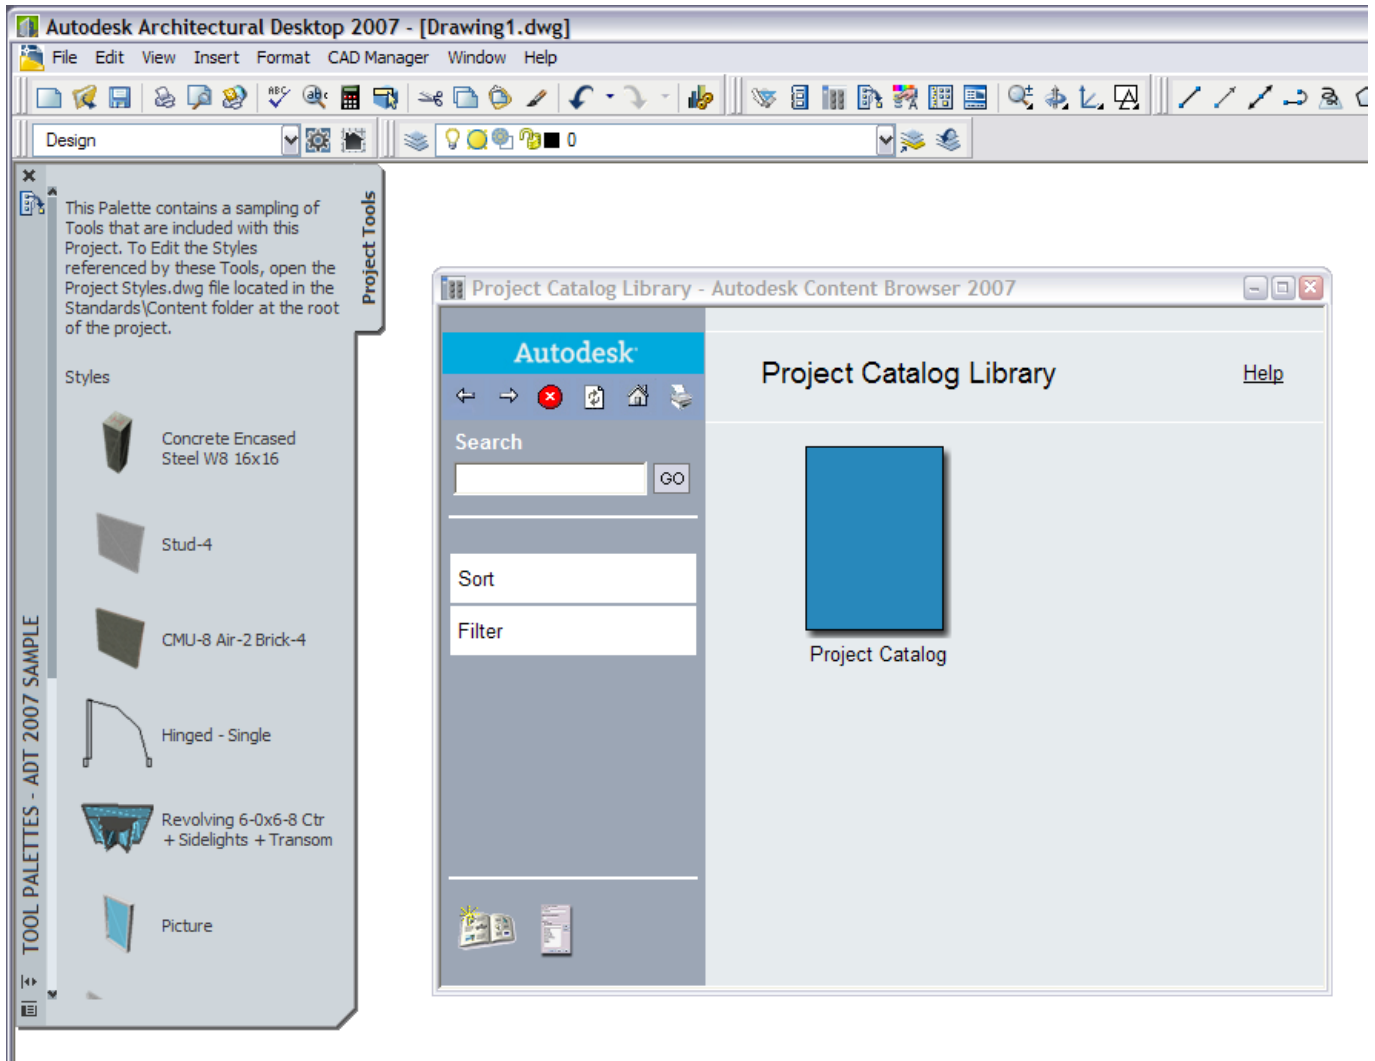 Autodesk Architectural Desktop 2007 - [Drawing1.dwg]
File Edit View Insert Format CAD Manager Window Help
Design
0
This Palette contains a sampling of
Tools that are included with this
Project. To Edit the Styles
referenced by these Tools, open the
Project Styles.dwg file located in the
Standards\Content folder at the root
of the project.
Project Tools
Styles
Concrete Encased
Steel W8 16x16
Stud-4
CMU-8 Air-2 Brick-4
Hinged - Single
Revolving 6-0x6-8 Ctr
+ Sidelights + Transom
Picture
TOOL PALETTES - ADT 2007 SAMPLE
Project Catalog Library - Autodesk Content Browser 2007
Autodesk
Search
GO
Sort
Filter
Project Catalog Library
Help
Project Catalog